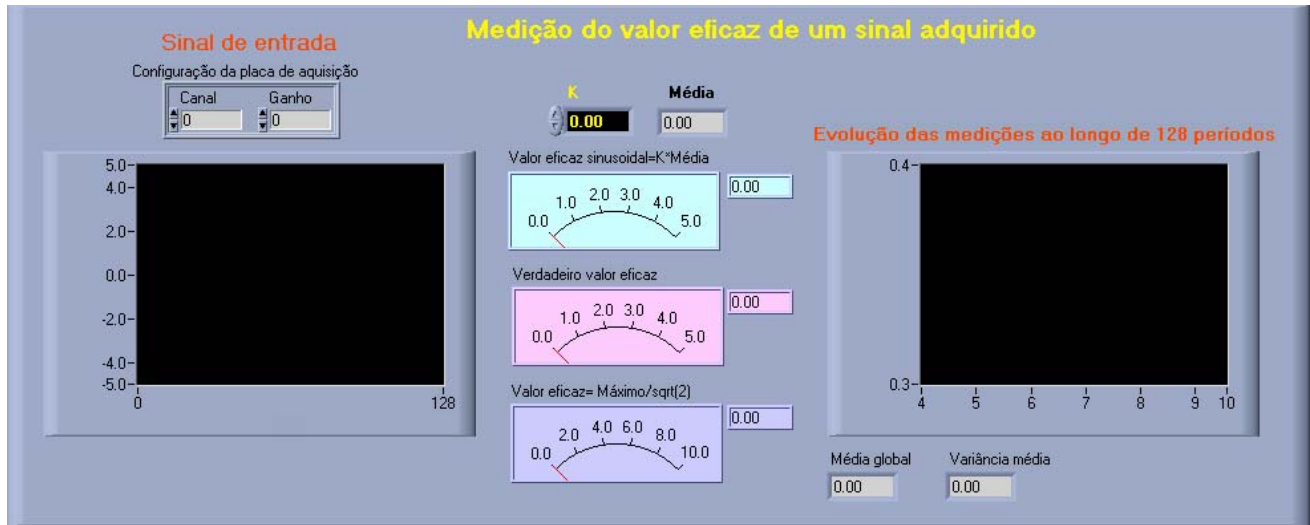 Medição do valor eficaz de um sinal adquirido
Sinal de entrada
Configuração da placa de aquisição
Canal Ganho
0 0
5.0
4.0
2.0
0.0
-2.0
-4.0
-5.0
0 128
K Média
0.00 0.00
Valor eficaz sinusoidal=K*Média
0.0 1.0 2.0 3.0 4.0 5.0
0.00
Verdadeiro valor eficaz
0.0 1.0 2.0 3.0 4.0 5.0
0.00
Valor eficaz= Máximo/sqrt(2)
0.0 2.0 4.0 6.0 8.0 10.0
0.00
Evolução das medições ao longo de 128 períodos
0.4
0.3
4 5 6 7 8 9 10
Média global Variância média
0.00 0.00